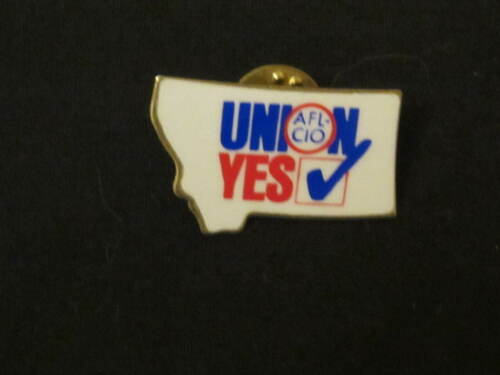 UNION
AFL-
CIO
YES